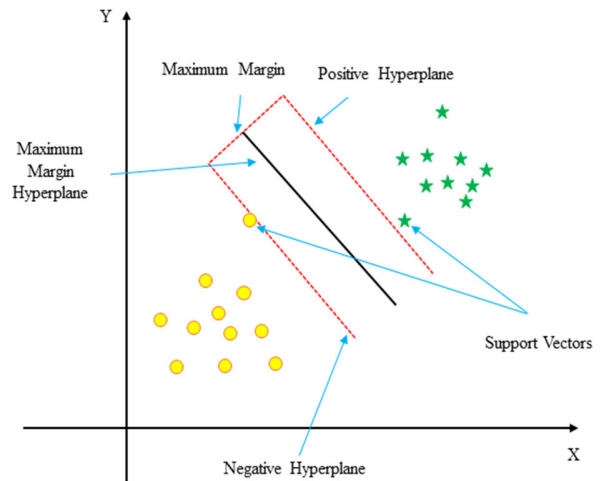 Y
Maximum Margin
Positive Hyperplane
Maximum
Margin
Hyperplane
Support Vectors
X
Negative Hyperplane